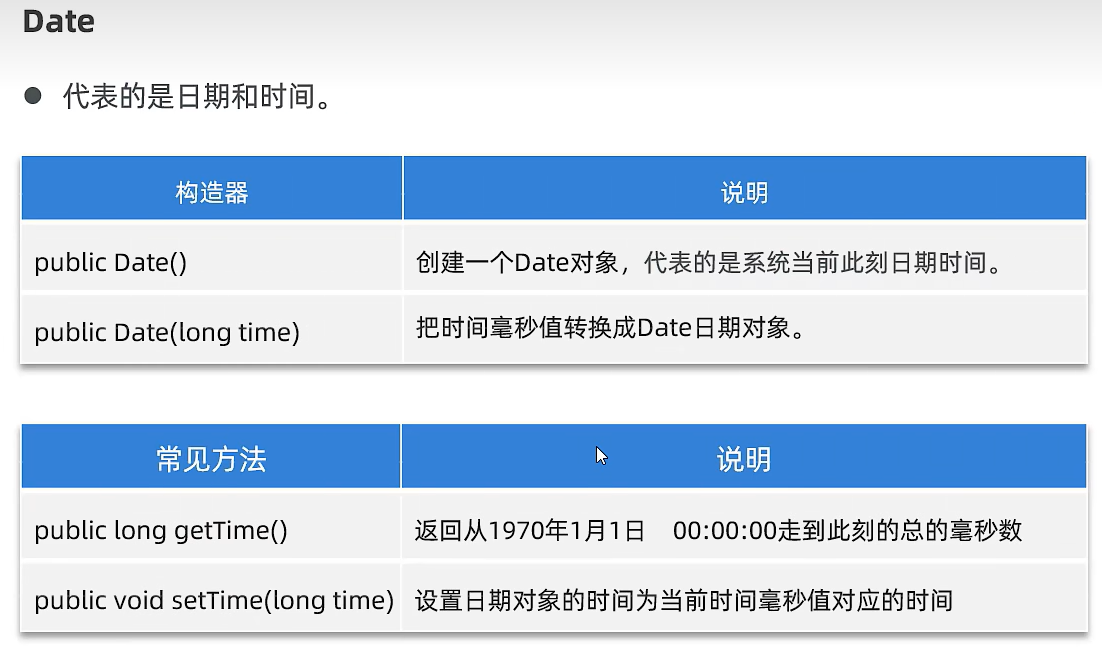 Date
● 代表的是日期和时间。
构造器 说明
public Date() 创建一个Date对象，代表的是系统当前此刻日期时间。
public Date(long time) 把时间毫秒值转换成Date日期对象。
常见方法 说明
public long getTime() 返回从1970年1月1日 00:00:00走到此刻的总的毫秒数
public void setTime(long time) 设置日期对象的时间为当前时间毫秒值对应的时间